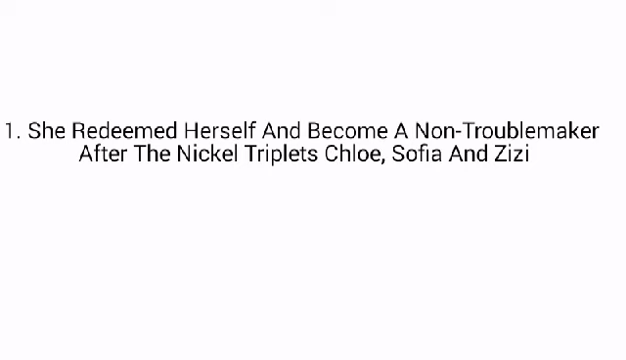 1. She Redeemed Herself And Become A Non-Troublemaker
After The Nickel Triplets Chloe, Sofia And Zizi